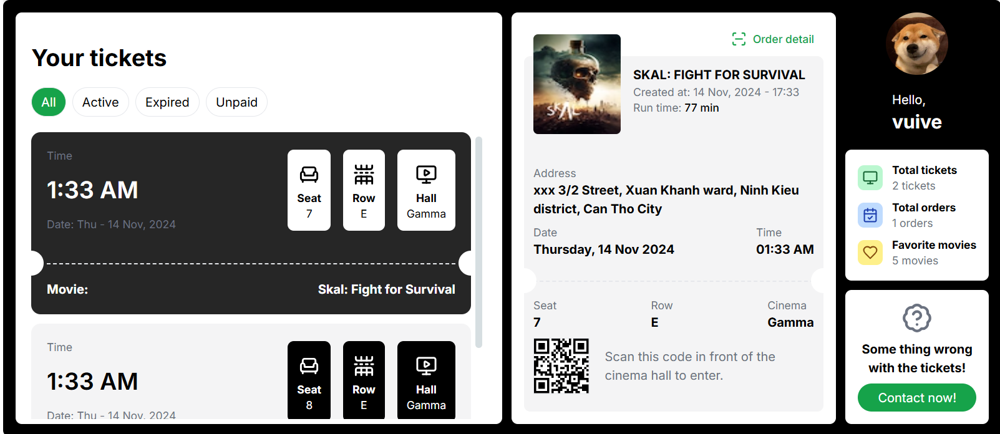 Your tickets
All
Active
Expired
Unpaid
Time
1:33 AM
Date: Thu - 14 Nov, 2024
Seat
7
Row
E
Hall
Gamma
Movie:
Skal: Fight for Survival
Time
1:33 AM
Date: Thu - 14 Nov, 2024
Seat
8
Row
E
Hall
Gamma
Order detail
SKAL
SKAL: FIGHT FOR SURVIVAL
Created at: 14 Nov, 2024 - 17:33
Run time: 77 min
Address
xxx 3/2 Street, Xuan Khanh ward, Ninh Kieu
district, Can Tho City
Date
Thursday, 14 Nov 2024
Time
01:33 AM
Seat
7
Row
E
Cinema
Gamma
Scan this code in front of the
cinema hall to enter.
Hello,
vuive
Total tickets
2 tickets
Total orders
1 orders
Favorite movies
5 movies
Some thing wrong
with the tickets!
Contact now!